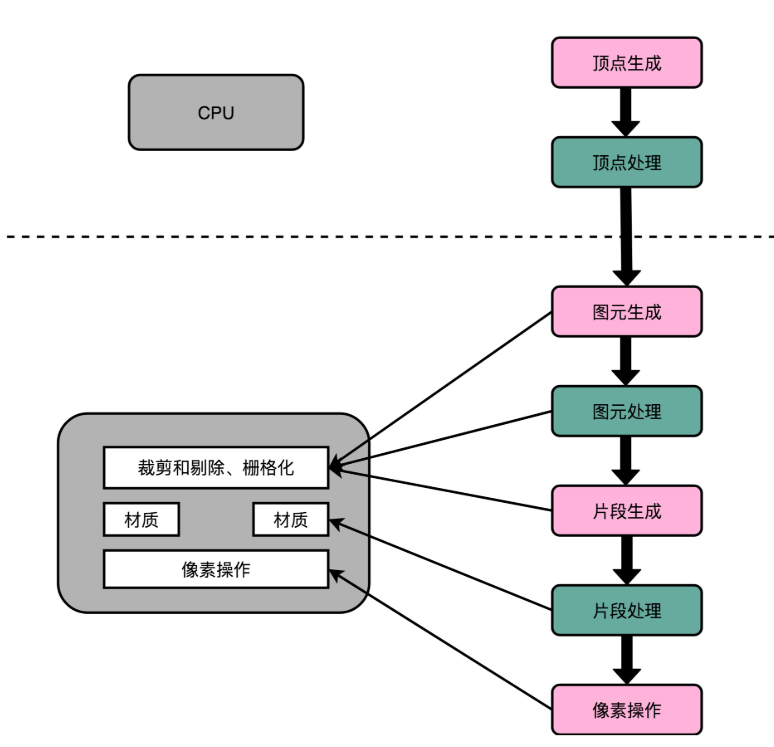 顶点生成
CPU
顶点处理
图元生成
图元处理
裁剪和剔除、栅格化
片段生成
材质
材质
像素操作
片段处理
像素操作